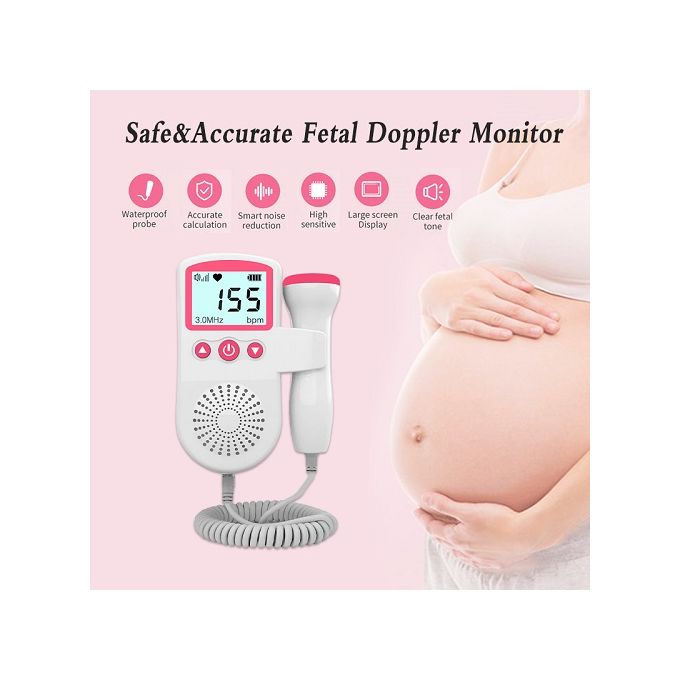 Safe&Accurate Fetal Doppler Monitor
Waterproof
probe
Accurate
calculation
Smart noise
reduction
High
sensitive
Large screen
Display
Clear fetal
tone
155
3.0MHz bpm